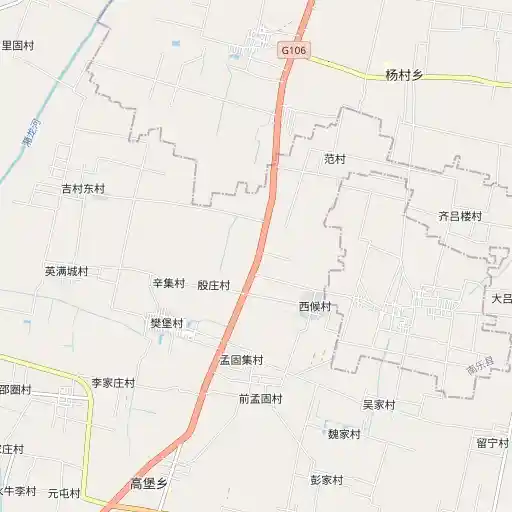 里固村
G106
杨村乡
潴龙河
范村
吉村东村
齐吕楼村
英满城村
辛集村
殷庄村
大吕
西候村
樊堡村
孟固集村
南乐县
李家庄村
邵圈村
前孟固村
吴家村
魏家村
留宁村
庄村
彭家村
高堡乡
水牛李村
元屯村